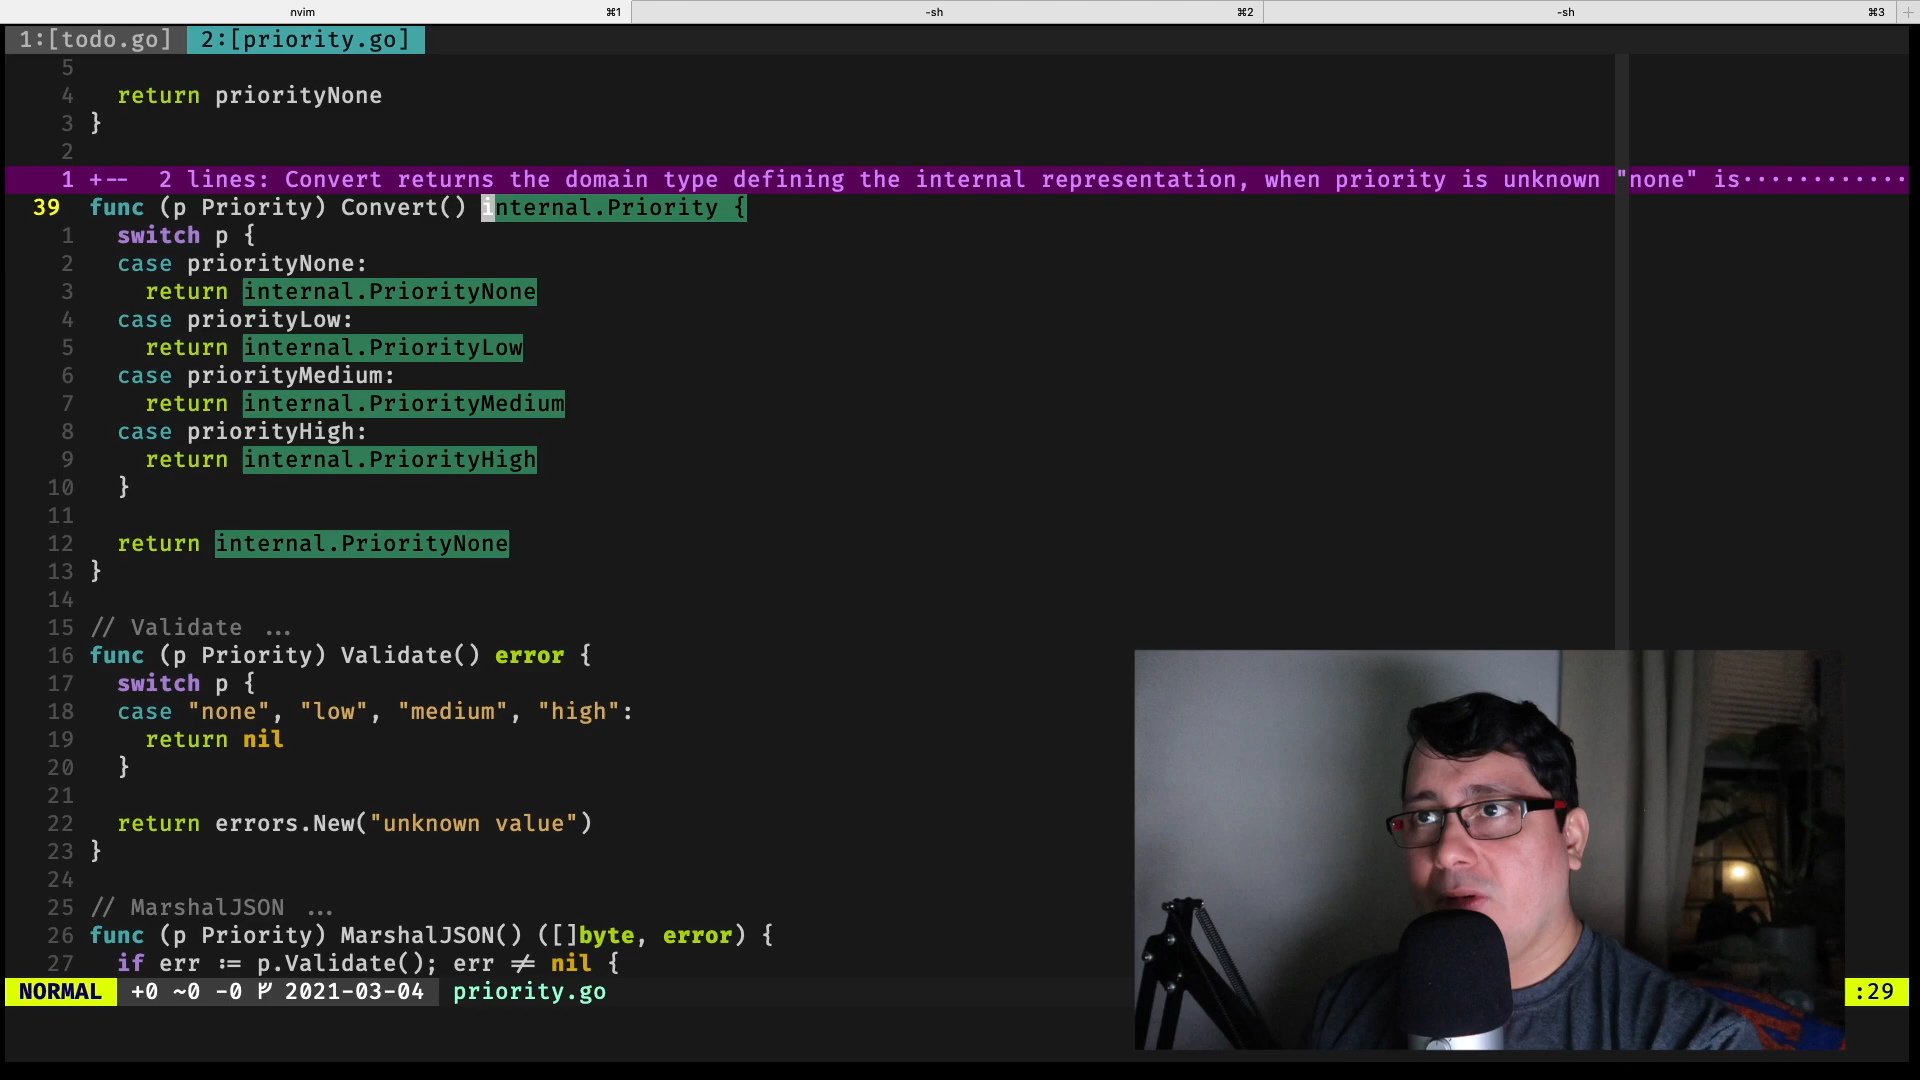 nvim ⌘1 -sh ⌘2 -sh ⌘3 +
1:[todo.go] 2:[priority.go]
5
4 return priorityNone
3 }
2
1 +-- 2 lines: Convert returns the domain type defining the internal representation, when priority is unknown "none" is············
39 func (p Priority) Convert() internal.Priority {
1 switch p {
2 case priorityNone:
3 return internal.PriorityNone
4 case priorityLow:
5 return internal.PriorityLow
6 case priorityMedium:
7 return internal.PriorityMedium
8 case priorityHigh:
9 return internal.PriorityHigh
10 }
11
12 return internal.PriorityNone
13 }
14
15 // Validate ...
16 func (p Priority) Validate() error {
17 switch p {
18 case "none", "low", "medium", "high":
19 return nil
20 }
21
22 return errors.New("unknown value")
23 }
24
25 // MarshalJSON ...
26 func (p Priority) MarshalJSON() ([]byte, error) {
27 if err := p.Validate(); err ≠ nil {
NORMAL +0 ~0 -0 ᚠ 2021-03-04 priority.go :29